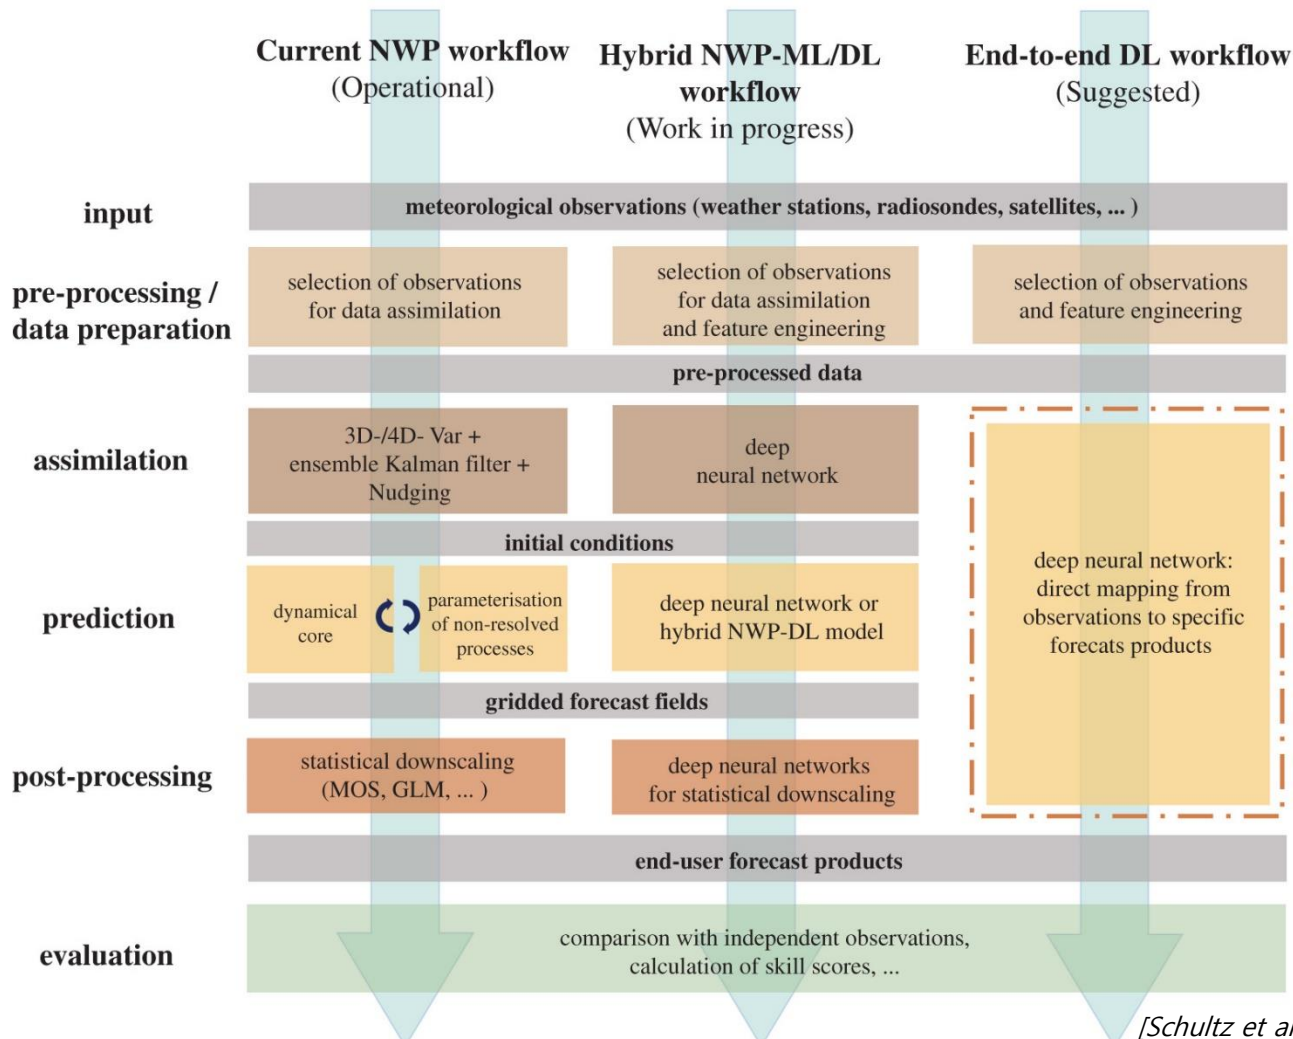 Current NWP workflow
(Operational)
Hybrid NWP-ML/DL
workflow
(Work in progress)
End-to-end DL workflow
(Suggested)
input
meteorological observations (weather stations, radiosondes, satellites, ... )
pre-processing /
data preparation
selection of observations
for data assimilation
selection of observations
for data assimilation
and feature engineering
selection of observations
and feature engineering
pre-processed data
assimilation
3D-/4D- Var +
ensemble Kalman filter +
Nudging
deep
neural network
initial conditions
prediction
dynamical
core
parameterisation
of non-resolved
processes
deep neural network or
hybrid NWP-DL model
deep neural network:
direct mapping from
observations to specific
forecats products
gridded forecast fields
post-processing
statistical downscaling
(MOS, GLM, ... )
deep neural networks
for statistical downscaling
end-user forecast products
evaluation
comparison with independent observations,
calculation of skill scores, ...
[Schultz et al